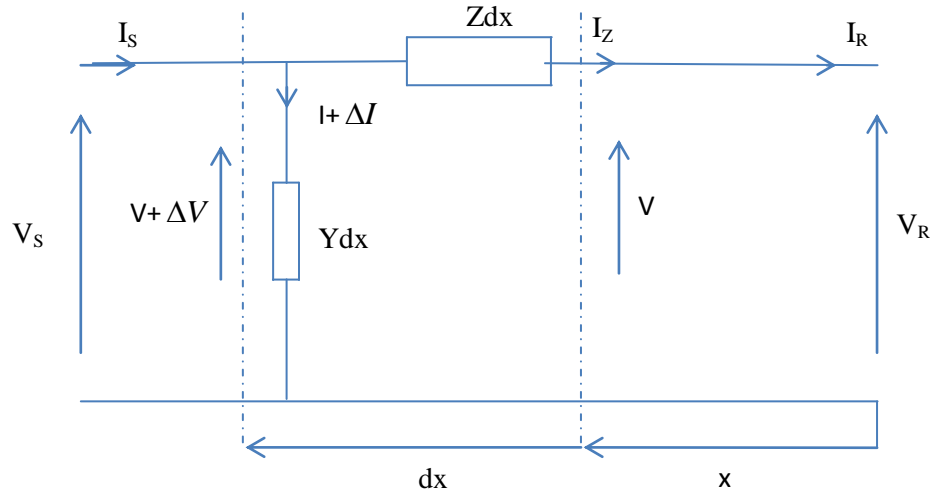 Zdx
I_S
I_Z
I_R
I+ ΔI
V+ ΔV
V
V_S
Ydx
V_R
dx
x